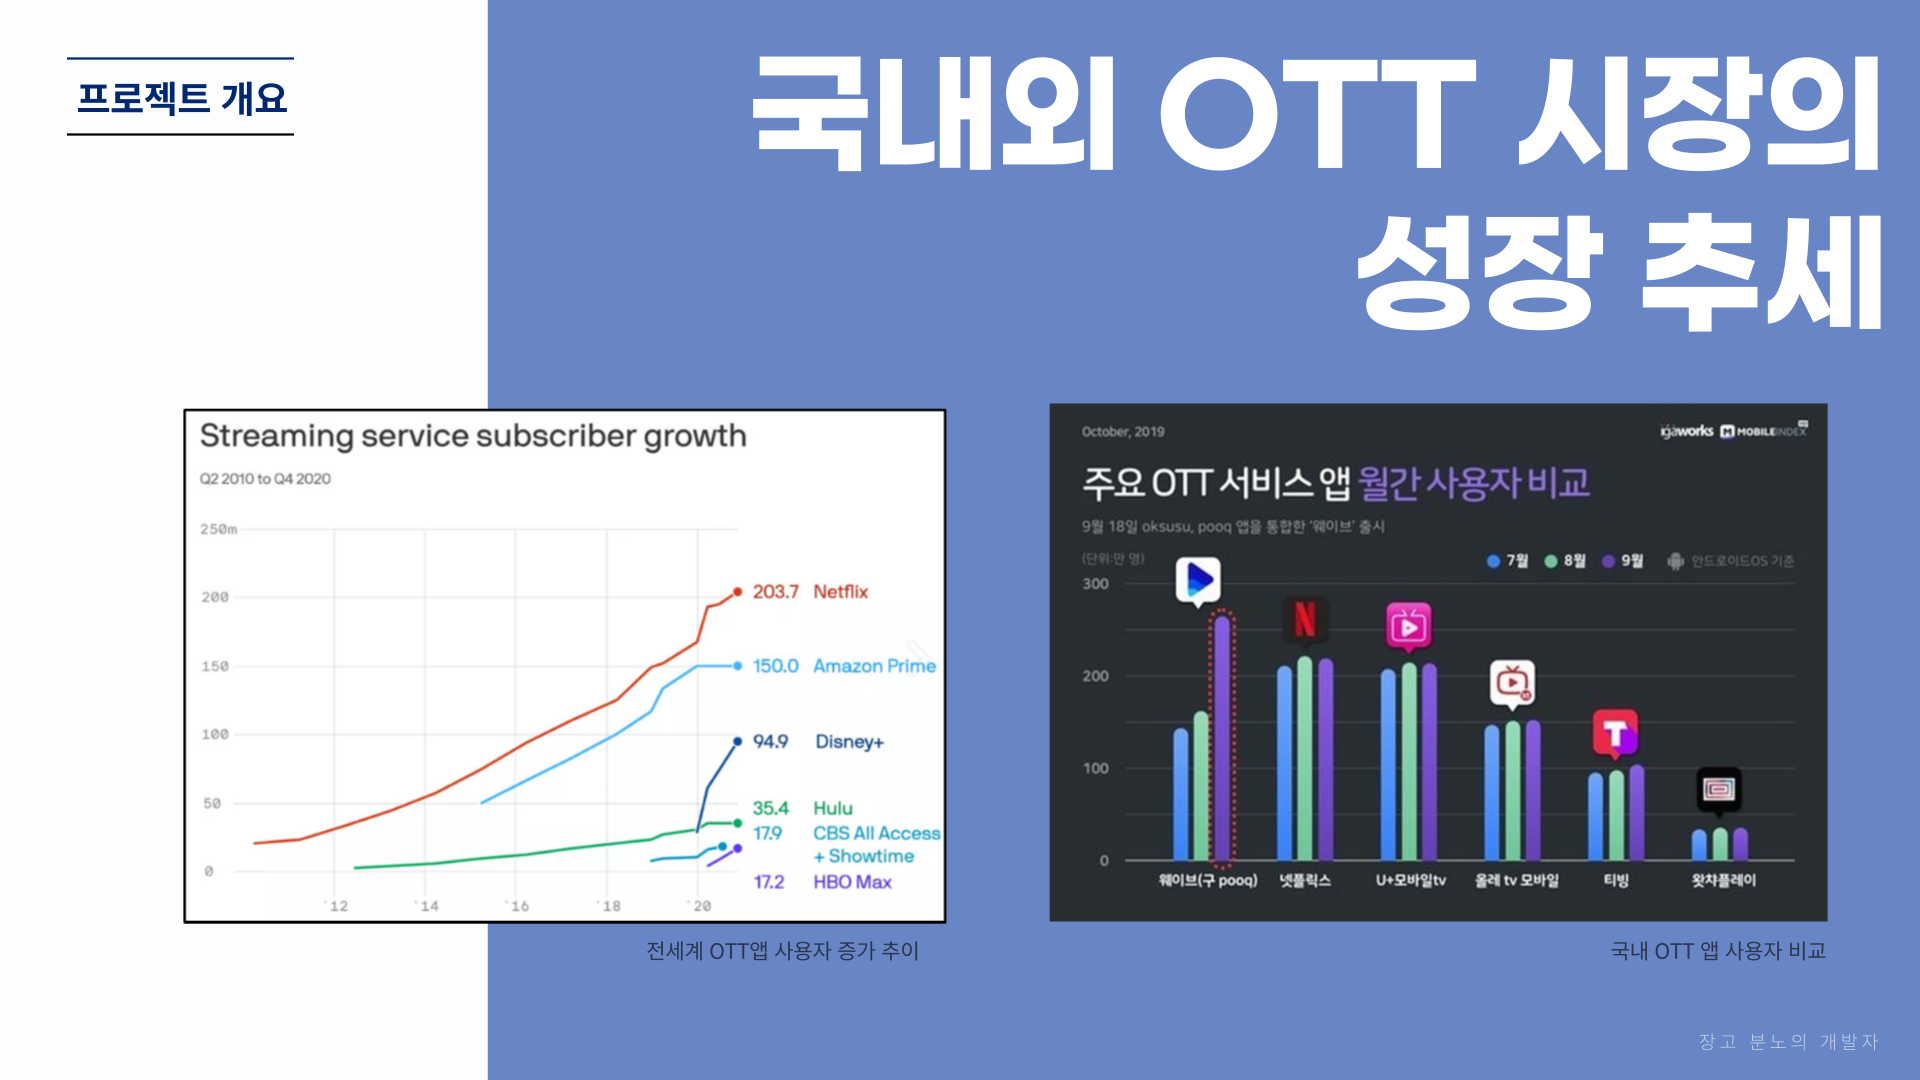 프로젝트 개요
국내외 OTT 시장의
성장 추세
Streaming service subscriber growth
Q2 2010 to Q4 2020
250m
200
150
100
50
0
`12 `14 `16 `18 `20
203.7 Netflix
150.0 Amazon Prime
94.9 Disney+
35.4 Hulu
17.9 CBS All Access
+ Showtime
17.2 HBO Max
전세계 OTT앱 사용자 증가 추이
October, 2019
igaworks MOBILEINDEX
주요 OTT 서비스 앱 월간 사용자 비교
9월 18일 oksusu, pooq 앱을 통합한 '웨이브' 출시
(단위:만 명)
7월 8월 9월 안드로이드OS 기준
300
200
100
0
웨이브(구 pooq) 넷플릭스 U+모바일tv 올레 tv 모바일 티빙 왓챠플레이
국내 OTT 앱 사용자 비교
장고 분노의 개발자